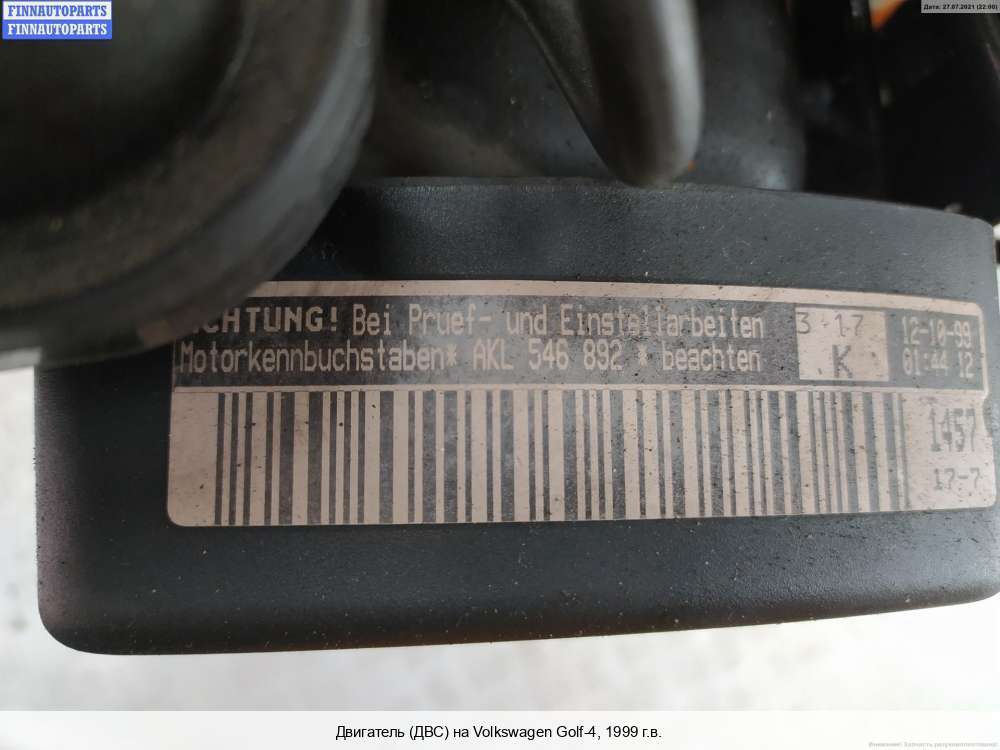 FINNAUTOPARTS
FINNAUTOPARTS
Дата: 27.07.2021 (22:00)
ACHTUNG! Bei Pruef- und Einstellarbeiten
Motorkennbuchstaben* AKL 546 892 * beachten
3 17
.K
12-10-99
01:44 12
1457
17-7
Двигатель (ДВС) на Volkswagen Golf-4, 1999 г.в.